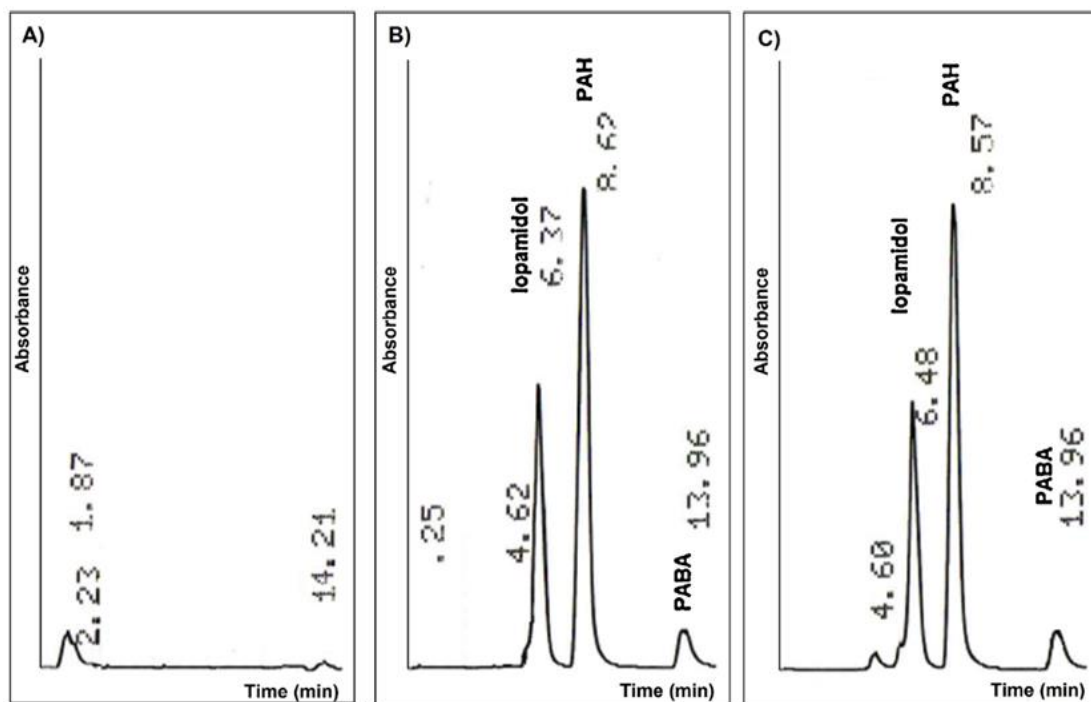 A)
Absorbance
2.23
1.87
14.21
Time (min)
B)
Absorbance
.25
4.62
Iopamidol
6.37
PAH
8.62
PABA
13.96
Time (min)
C)
Absorbance
4.60
Iopamidol
6.48
PAH
8.57
PABA
13.96
Time (min)